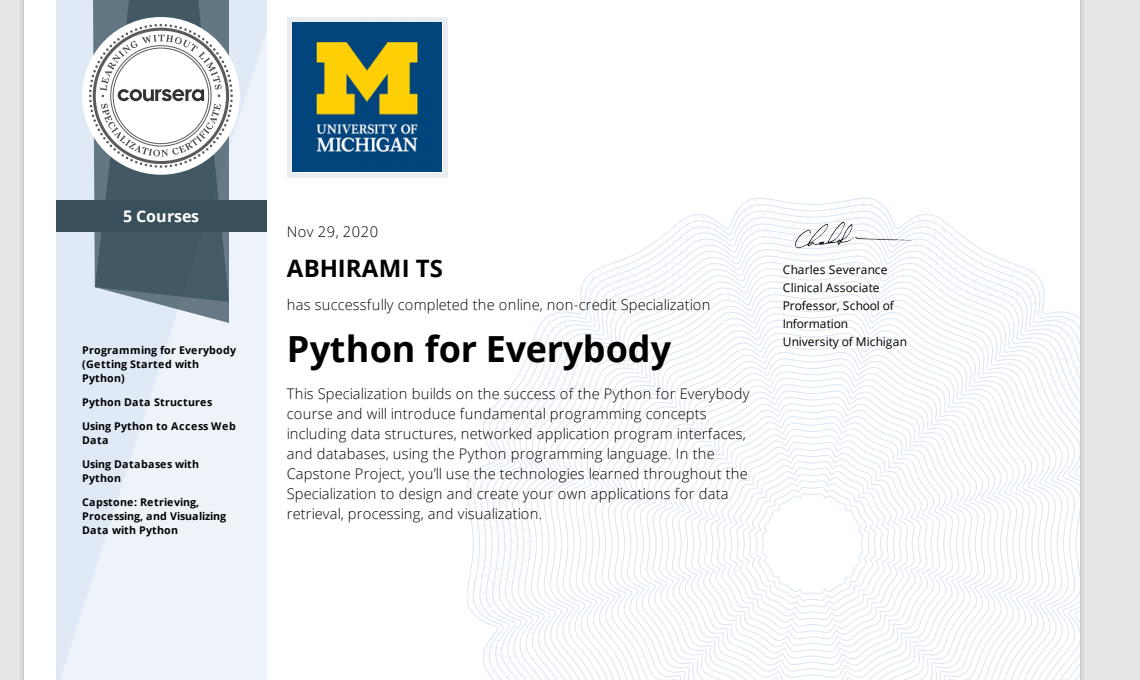 LEARNING WITHOUT LIMITS
coursera
SPECIALIZATION CERTIFICATE
5 Courses
Programming for Everybody
(Getting Started with
Python)
Python Data Structures
Using Python to Access Web
Data
Using Databases with
Python
Capstone: Retrieving,
Processing, and Visualizing
Data with Python
M
UNIVERSITY OF
MICHIGAN
Nov 29, 2020
ABHIRAMI TS
has successfully completed the online, non-credit Specialization
Python for Everybody
This Specialization builds on the success of the Python for Everybody
course and will introduce fundamental programming concepts
including data structures, networked application program interfaces,
and databases, using the Python programming language. In the
Capstone Project, you’ll use the technologies learned throughout the
Specialization to design and create your own applications for data
retrieval, processing, and visualization.
Charles Severance
Clinical Associate
Professor, School of
Information
University of Michigan